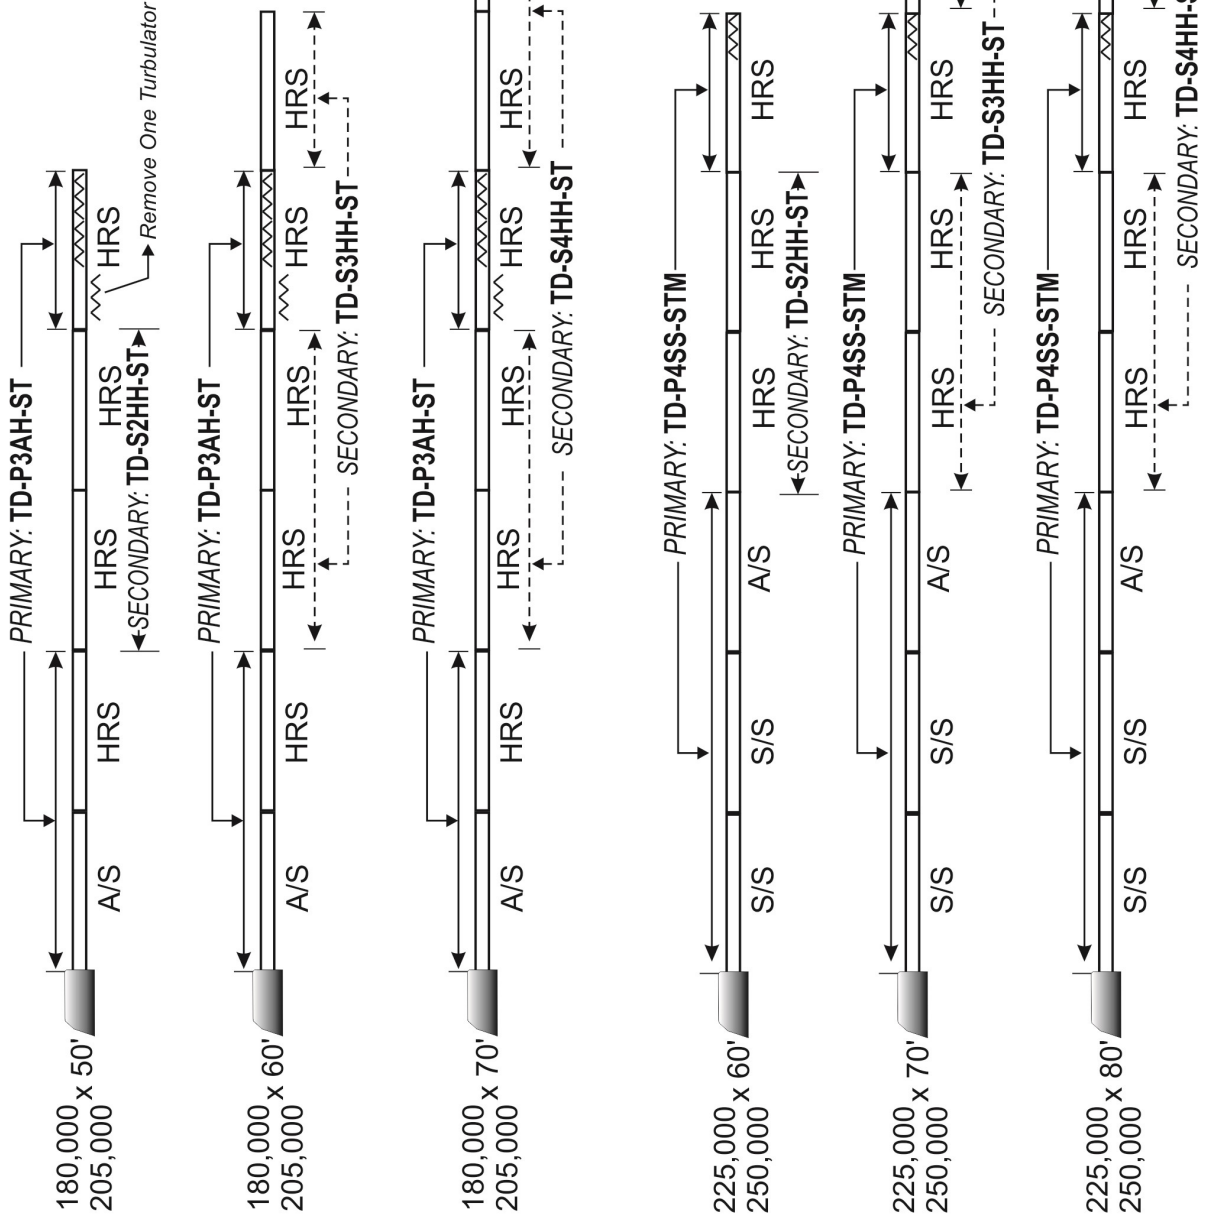 180,000
205,000 x 50'
PRIMARY: TD-P3AH-ST
A/S
HRS
HRS
HRS
HRS
SECONDARY: TD-S2HH-ST
Remove One Turbulator
180,000
205,000 x 60'
PRIMARY: TD-P3AH-ST
A/S
HRS
HRS
HRS
HRS
HRS
SECONDARY: TD-S3HH-ST
180,000
205,000 x 70'
PRIMARY: TD-P3AH-ST
A/S
HRS
HRS
HRS
HRS
HRS
SECONDARY: TD-S4HH-ST
225,000
250,000 x 60'
PRIMARY: TD-P4SS-STM
S/S
S/S
A/S
HRS
HRS
HRS
SECONDARY: TD-S2HH-ST
225,000
250,000 x 70'
PRIMARY: TD-P4SS-STM
S/S
S/S
A/S
HRS
HRS
HRS
SECONDARY: TD-S3HH-ST
225,000
250,000 x 80'
PRIMARY: TD-P4SS-STM
S/S
S/S
A/S
HRS
HRS
HRS
SECONDARY: TD-S4HH-S